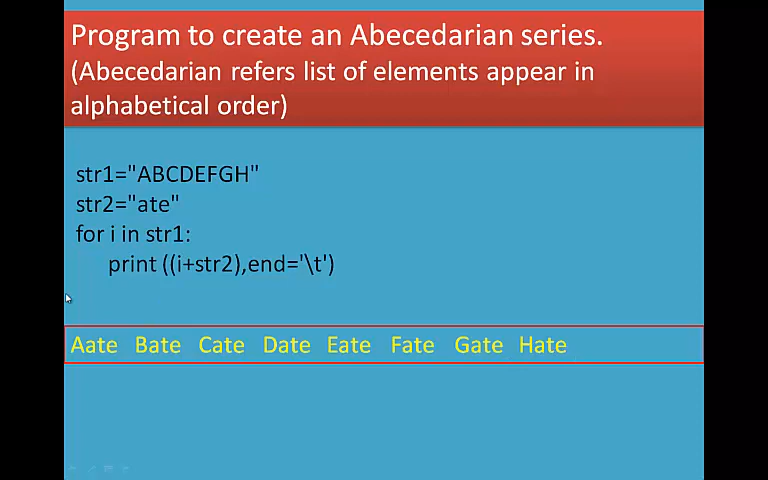 Program to create an Abecedarian series.
(Abecedarian refers list of elements appear in
alphabetical order)
str1="ABCDEFGH"
str2="ate"
for i in str1:
print ((i+str2),end='\t')
Aate Bate Cate Date Eate Fate Gate Hate